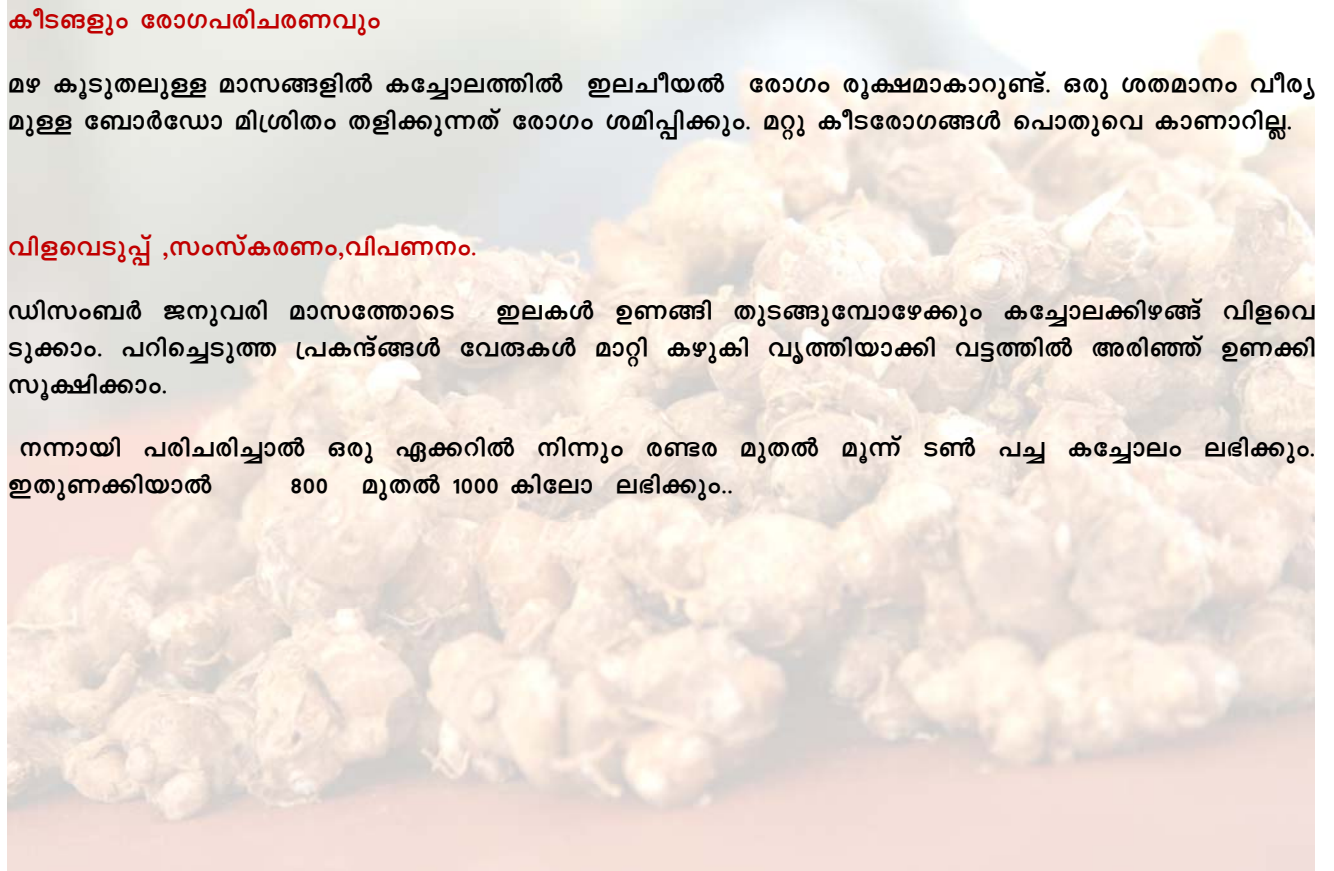 കീടങളും രോഗപരിചരണവും
മഴ കൂടുതലുള്ള മാസങ്ങളിൽ കച്ചോലത്തിൽ ഇലചീയൽ രോഗം രൂക്ഷമാകാറുണ്ട്. ഒരു ശതമാനം വീര്യ
മുള്ള ബോർഡോ മിശ്രിതം തളിക്കുന്നത് രോഗം ശമിപ്പിക്കും. മറ്റു കീടരോഗങ്ങൾ പൊതുവെ കാണാറില്ല.
വിളവെടുപ്പ് ,സംസ്കരണം,വിപണനം.
ഡിസംബർ ജനുവരി മാസത്തോടെ ഇലകൾ ഉണങ്ങി തുടങ്ങുമ്പോഴേക്കും കച്ചോലക്കിഴങ്ങ് വിളവെ
ടുക്കാം. പറിച്ചെടുത്ത പ്രകന്ദ്ങ്ങൾ വേരുകൾ മാറ്റി കഴുകി വൃത്തിയാക്കി വട്ടത്തിൽ അരിഞ്ഞ് ഉണക്കി
സൂക്ഷിക്കാം.
നന്നായി പരിചരിച്ചാൽ ഒരു ഏക്കറിൽ നിന്നും രണ്ടര മുതൽ മൂന്ന് ടൺ പച്ച കച്ചോലം ലഭിക്കും.
ഇതുണക്കിയാൽ 800 മുതൽ 1000 കിലോ ലഭിക്കും..